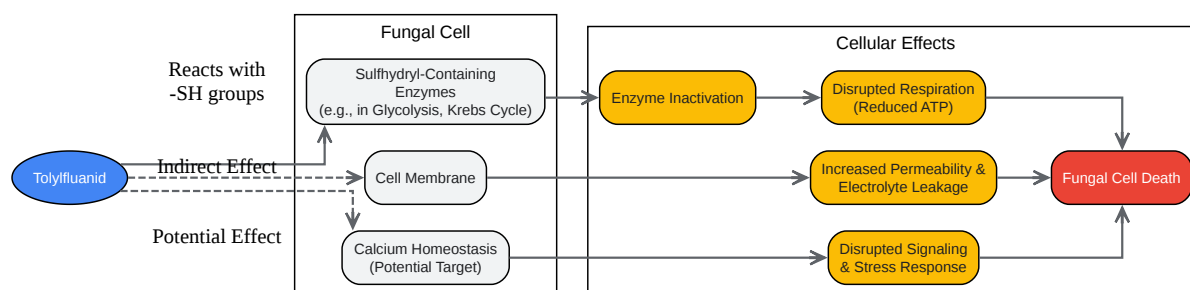 Fungal Cell
Cellular Effects
Reacts with
-SH groups
Sulfhydryl-Containing
Enzymes
(e.g., in Glycolysis, Krebs Cycle)
Enzyme Inactivation
Disrupted Respiration
(Reduced ATP)
Tolylfluanid
Indirect Effect
Cell Membrane
Increased Permeability &
Electrolyte Leakage
Fungal Cell Death
Potential Effect
Calcium Homeostasis
(Potential Target)
Disrupted Signaling
& Stress Response